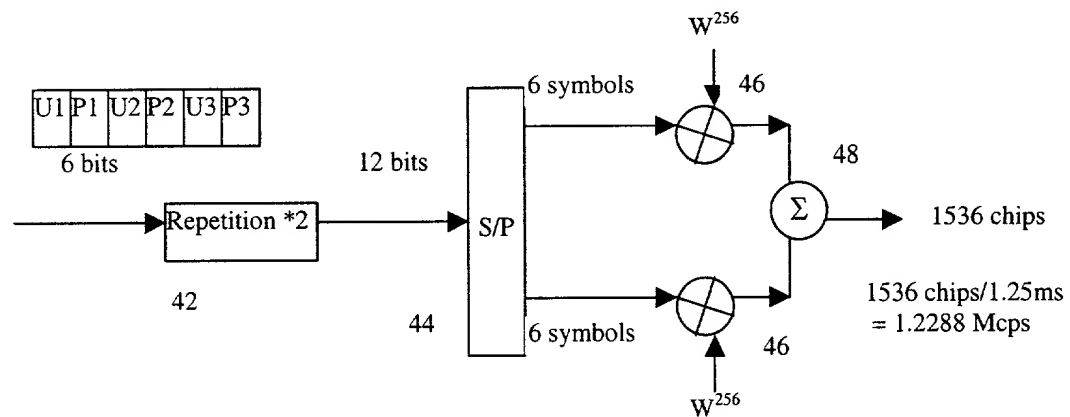 W^256
6 symbols
46
U1 P1 U2 P2 U3 P3
6 bits
12 bits
48
Repetition *2
S/P
Σ
1536 chips
42
44
6 symbols
46
1536 chips/1.25ms
= 1.2288 Mcps
W^256